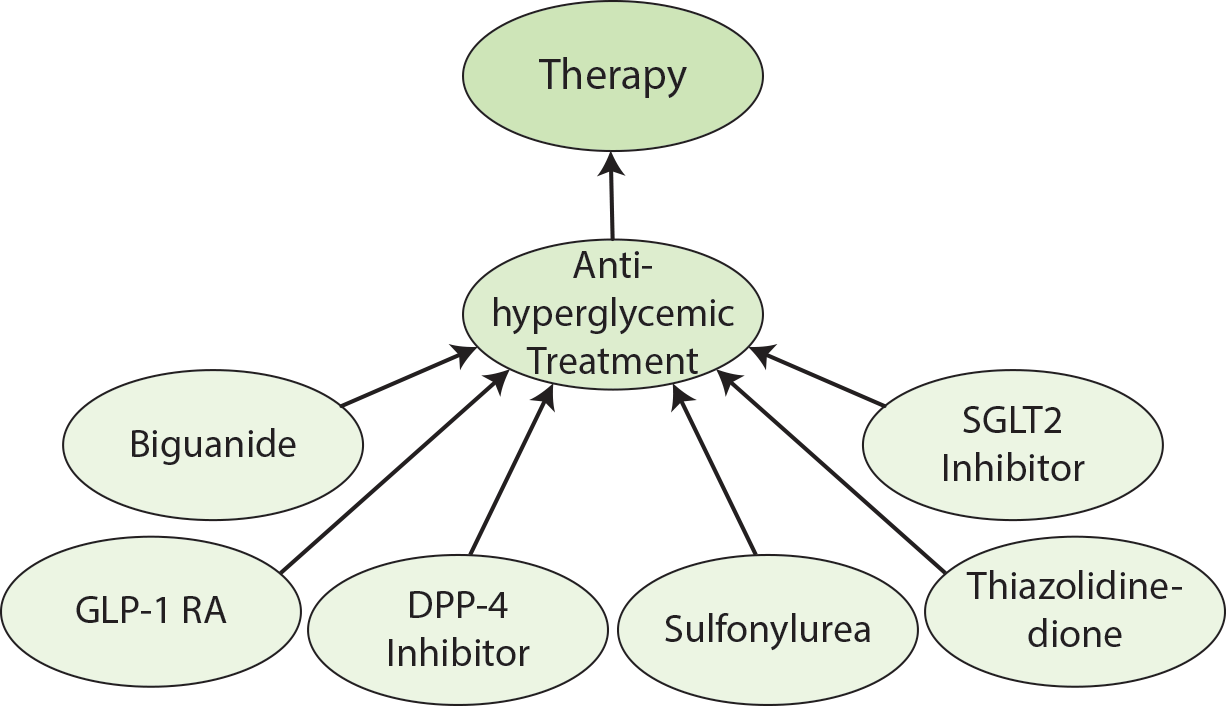 Therapy
Anti-
hyperglycemic
Treatment
Biguanide
SGLT2
Inhibitor
GLP-1 RA
DPP-4
Inhibitor
Sulfonylurea
Thiazolidine-
dione